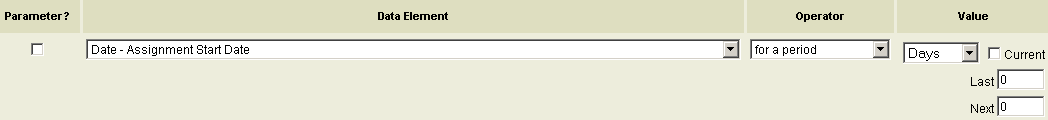 Parameter? Data Element Operator Value
Date - Assignment Start Date for a period Days Current
Last 0
Next 0